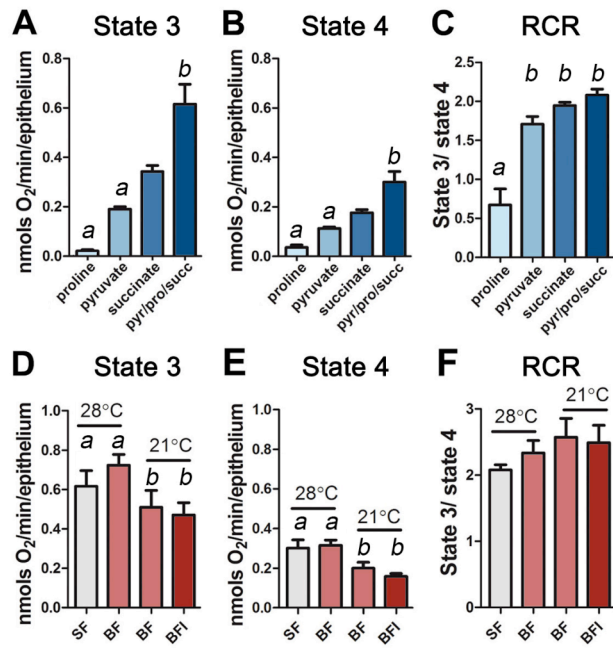 A State 3
nmols O2/min/epithelium
0.8
0.6
0.4
0.2
0.0
a
a
b
proline
pyruvate
succinate
pyr/pro/succ
B State 4
nmols O2/min/epithelium
0.8
0.6
0.4
0.2
0.0
a
a
b
proline
pyruvate
succinate
pyr/pro/succ
C RCR
State 3/ state 4
2.5
2.0
1.5
1.0
0.5
0.0
a
b
b
b
proline
pyruvate
succinate
pyr/pro/succ
D State 3
nmols O2/min/epithelium
1.0
0.8
0.6
0.4
0.2
0.0
28°C
a a
21°C
b b
SF
BF
BF
BFI
E State 4
nmols O2/min/epithelium
1.0
0.8
0.6
0.4
0.2
0.0
28°C
a a
21°C
b b
SF
BF
BF
BFI
F RCR
State 3/ state 4
3
2
1
0
28°C
21°C
SF
BF
BF
BFI